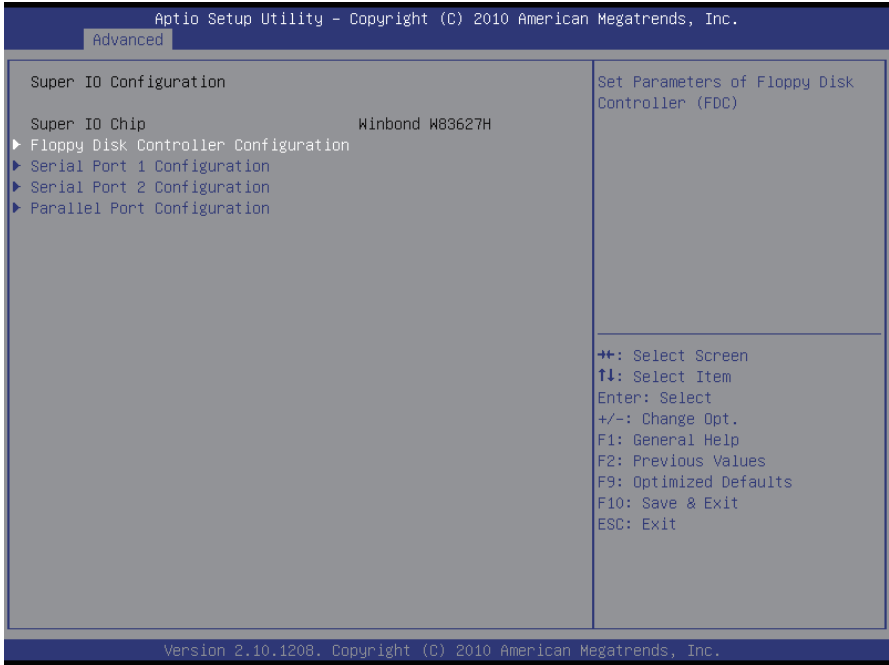 Aptio Setup Utility – Copyright (C) 2010 American Megatrends, Inc.
Advanced
Super IO Configuration
Super IO Chip Winbond W83627H
Floppy Disk Controller Configuration
Serial Port 1 Configuration
Serial Port 2 Configuration
Parallel Port Configuration
Set Parameters of Floppy Disk
Controller (FDC)
→←: Select Screen
↑↓: Select Item
Enter: Select
+/-: Change Opt.
F1: General Help
F2: Previous Values
F9: Optimized Defaults
F10: Save & Exit
ESC: Exit
Version 2.10.1208. Copyright (C) 2010 American Megatrends, Inc.